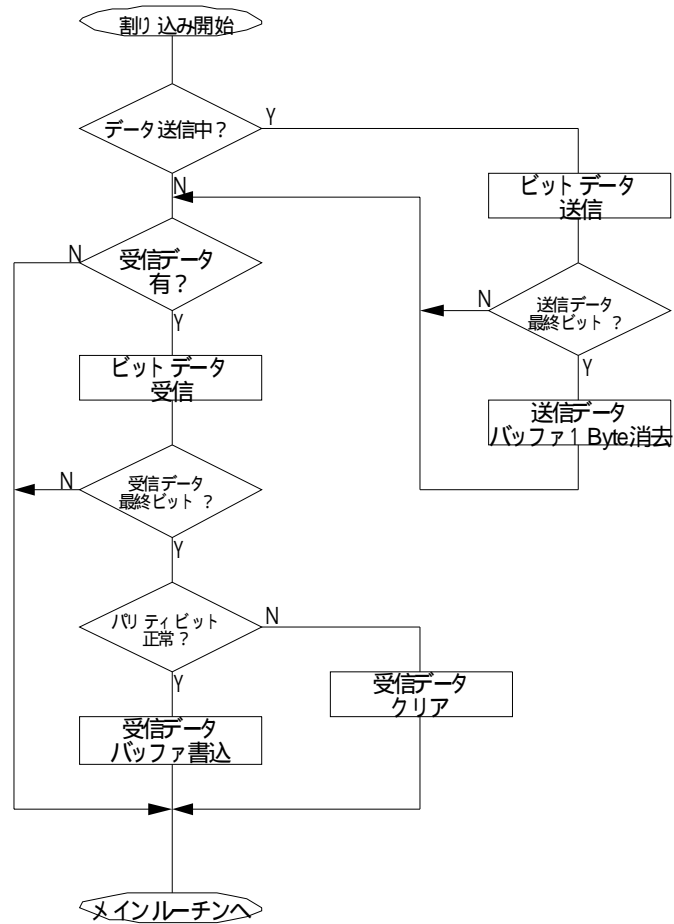 割り込み開始
データ送信中？
Y
N
ビットデータ
送信
受信データ
有？
N
Y
送信データ
最終ビット？
N
Y
ビットデータ
受信
送信データ
バッファ1 Byte消去
受信データ
最終ビット？
N
Y
パリティビット
正常？
N
Y
受信データ
クリア
受信データ
バッファ書込
メインルーチンへ